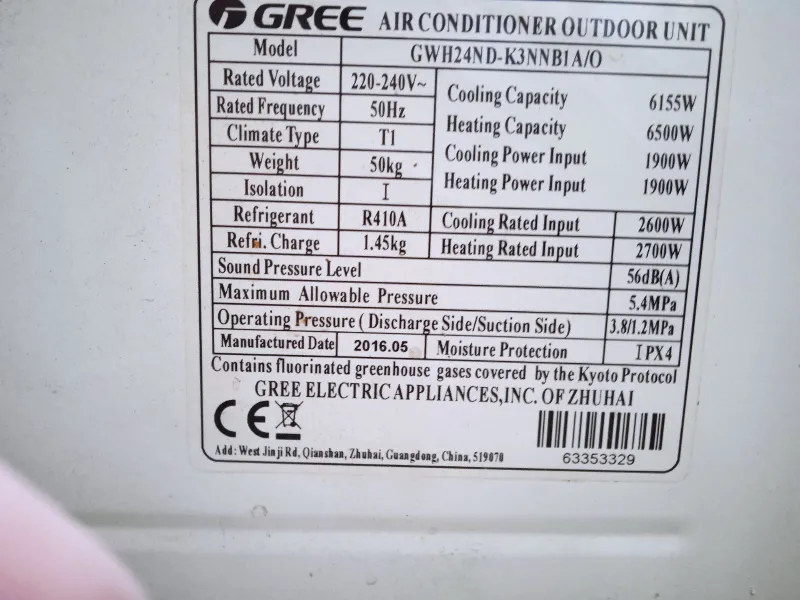 GREE AIR CONDITIONER OUTDOOR UNIT
Model GWH24ND-K3NNB1A/O
Rated Voltage 220-240V~
Rated Frequency 50Hz
Climate Type T1
Weight 50kg
Isolation I
Cooling Capacity 6155W
Heating Capacity 6500W
Cooling Power Input 1900W
Heating Power Input 1900W
Refrigerant R410A Cooling Rated Input 2600W
Refri. Charge 1.45kg Heating Rated Input 2700W
Sound Pressure Level 56dB(A)
Maximum Allowable Pressure 5.4MPa
Operating Pressure ( Discharge Side/Suction Side) 3.8/1.2MPa
Manufactured Date 2016.05 Moisture Protection IPX4
Contains fluorinated greenhouse gases covered by the Kyoto Protocol
GREE ELECTRIC APPLIANCES,INC. OF ZHUHAI
CE
63353329
Add: West Jinji Rd, Qianshan, Zhuhai, Guangdong, China, 519070